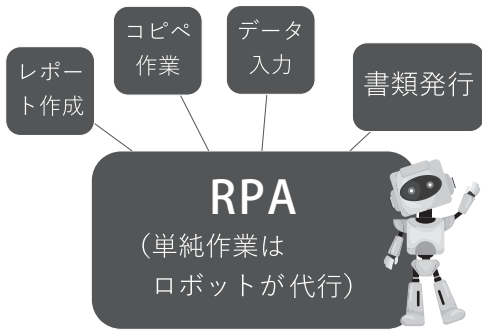 レポー
ト作成
コピペ
作業
データ
入力
書類発行
RPA
（単純作業は
ロボットが代行）